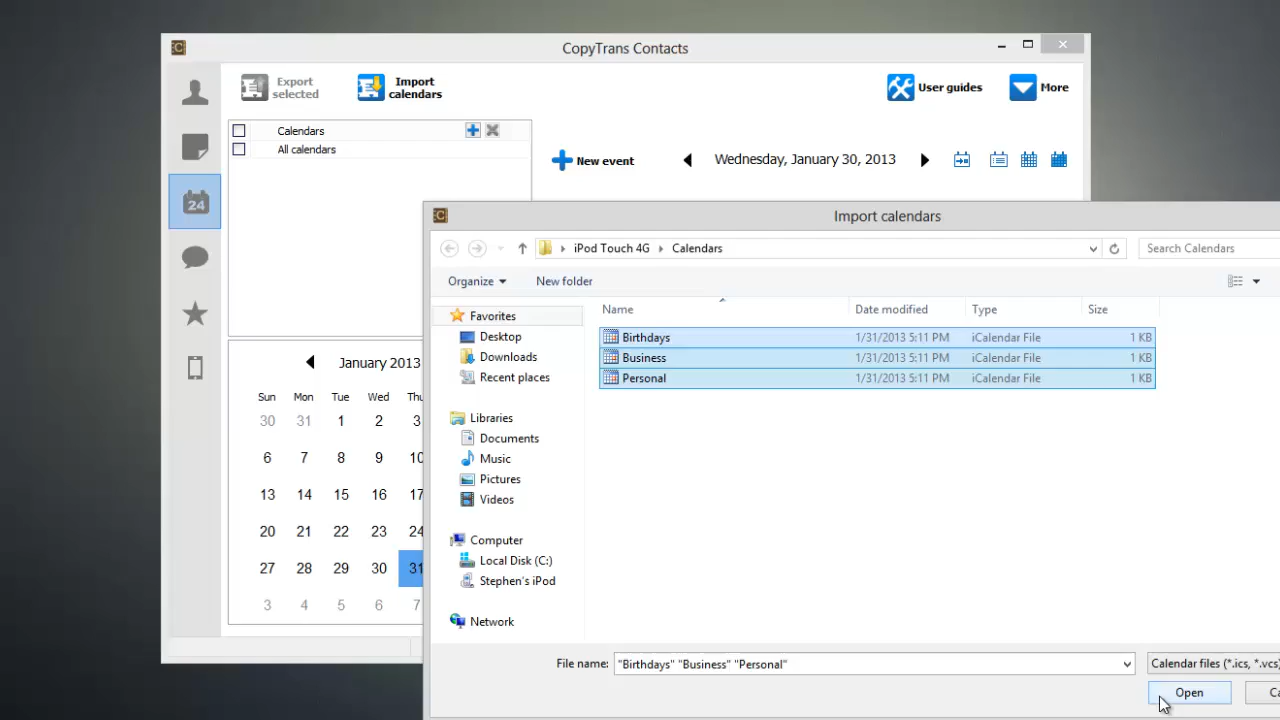 CopyTrans Contacts
Export selected
Import calendars
User guides
More
Calendars
All calendars
New event
Wednesday, January 30, 2013
24
January 2013
Sun Mon Tue Wed
30 31 1 2 3
6 7 8 9 10
13 14 15 16 17
20 21 22 23 24
27 28 29 30 31
3 4 5 6 7
Import calendars
iPod Touch 4G Calendars
Search Calendars
Organize New folder
Name Date modified Type Size
Birthdays 1/31/2013 5:11 PM iCalendar File 1 KB
Business 1/31/2013 5:11 PM iCalendar File 1 KB
Personal 1/31/2013 5:11 PM iCalendar File 1 KB
Favorites
Desktop
Downloads
Recent places
Libraries
Documents
Music
Pictures
Videos
Computer
Local Disk (C:)
Stephen's iPod
Network
File name: "Birthdays" "Business" "Personal"
Calendar files (*.ics, *.vcs)
Open